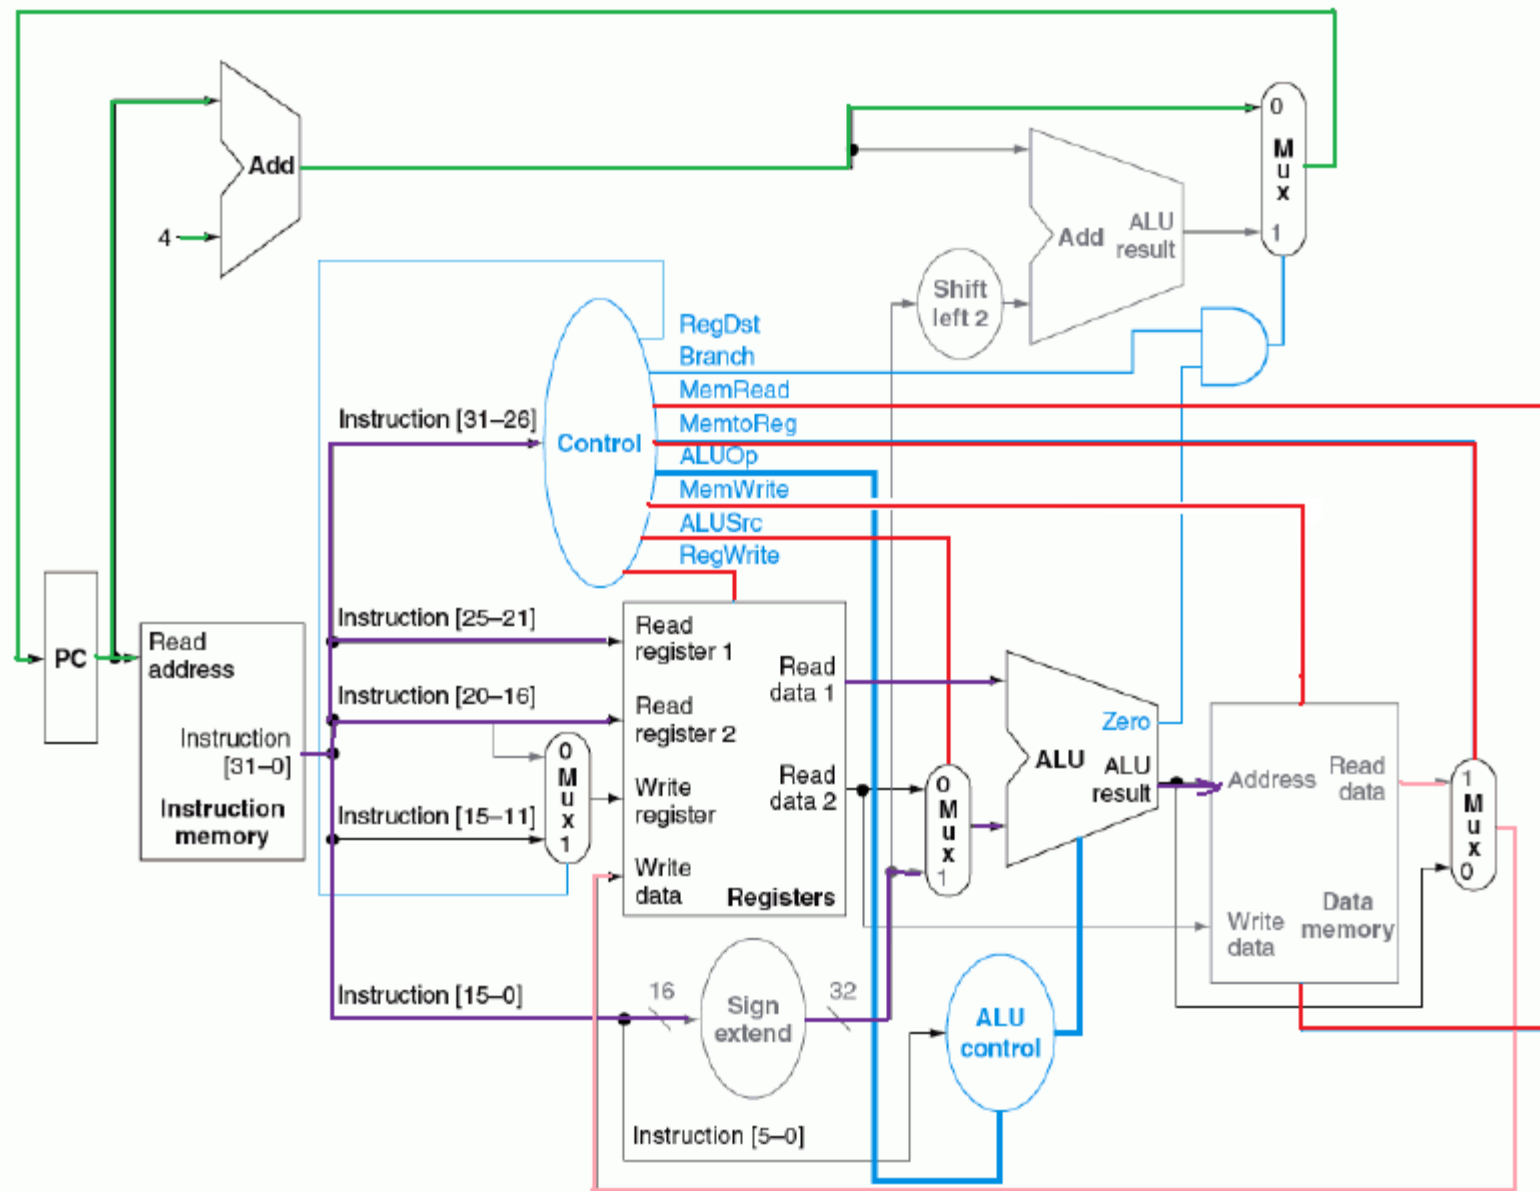 0
M
u
x
1
Add
4
Add
ALU
result
Shift
left 2
RegDst
Branch
MemRead
MemtoReg
ALUOp
MemWrite
ALUSrc
RegWrite
Control
Instruction [31–26]
Instruction [25–21]
Instruction [20–16]
Instruction [15–11]
Instruction [15–0]
PC
Read
address
Instruction
[31–0]
Instruction
memory
0
M
u
x
1
Read
register 1
Read
register 2
Write
register
Write
data
Read
data 1
Read
data 2
Registers
0
M
u
x
1
Zero
ALU
ALU
result
Address
Read
data
Write
data
Data
memory
1
M
u
x
0
16
Sign
extend
32
ALU
control
Instruction [5–0]